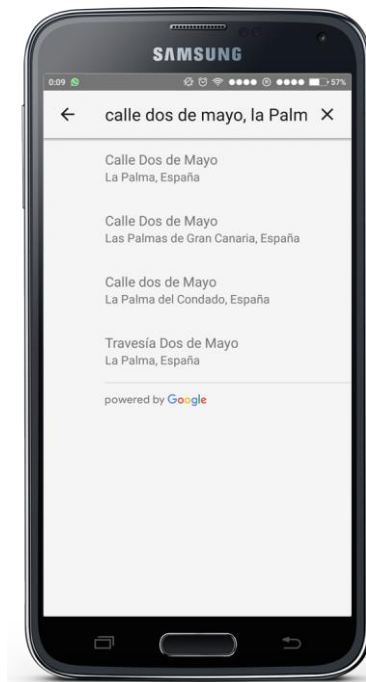 SAMSUNG
0:09 57%
calle dos de mayo, la Palm
Calle Dos de Mayo
La Palma, España
Calle Dos de Mayo
Las Palmas de Gran Canaria, España
Calle dos de Mayo
La Palma del Condado, España
Travesía Dos de Mayo
La Palma, España
powered by Google